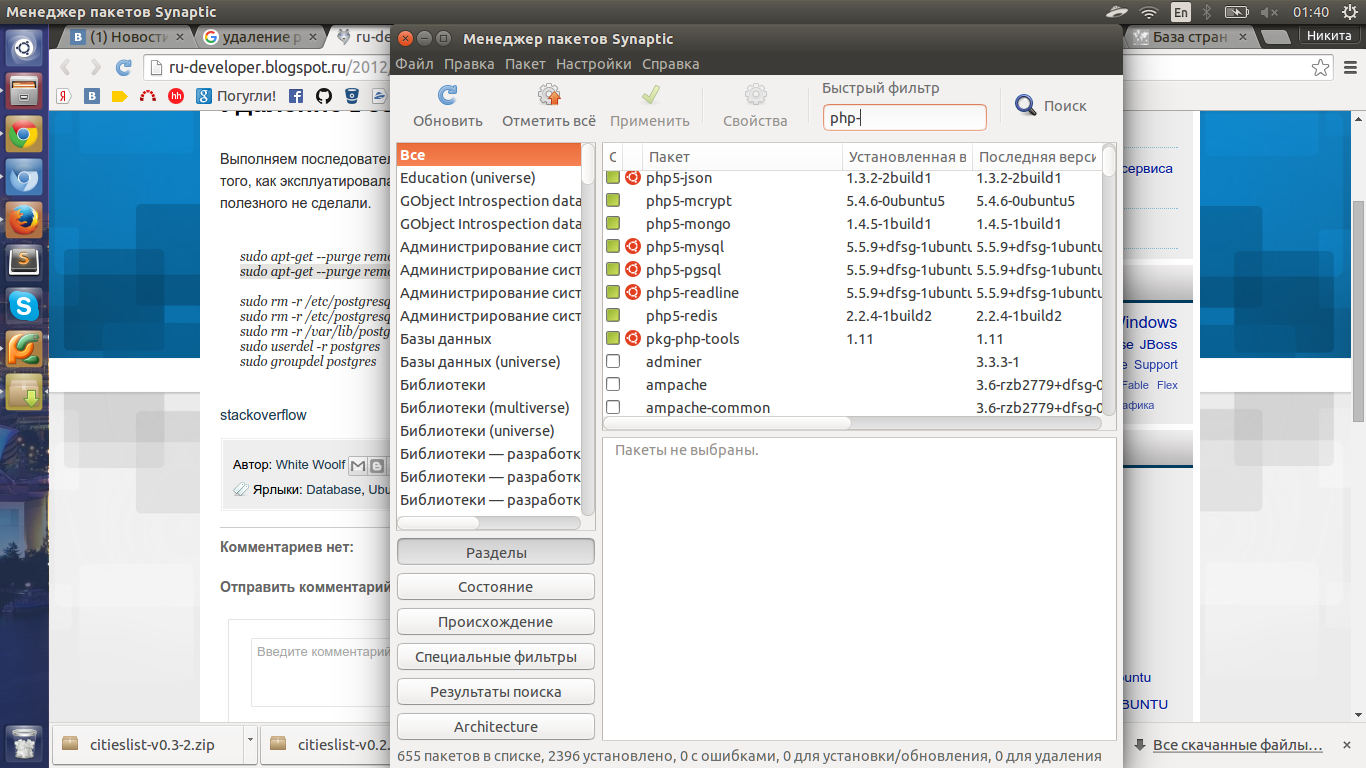 Менеджер пакетов Synaptic
En
01:40
(1) Новости
удаление p
ru-de
База стран
Никита
ru-developer.blogspot.ru/2012/
Погугли!
Менеджер пакетов Synaptic
Файл Правка Пакет Настройки Справка
Обновить
Отметить всё
Применить
Свойства
Быстрый фильтр
php-
Поиск
Выполняем последовател
того, как эксплуатировала
полезного не сделали.
sudo apt-get --purge remo
sudo apt-get --purge remo
sudo rm -r /etc/postgresq
sudo rm -r /etc/postgresq
sudo rm -r /var/lib/postg
sudo userdel -r postgres
sudo groupdel postgres
stackoverflow
Автор: White Woolf
Ярлыки: Database, Ubu
Комментариев нет:
Отправить комментарий
Введите комментарий
Все
Education (universe)
GObject Introspection data
GObject Introspection data
Администрирование сист
Администрирование сист
Администрирование сист
Администрирование сист
Базы данных
Базы данных (universe)
Библиотеки
Библиотеки (multiverse)
Библиотеки (universe)
Библиотеки — разработк
Библиотеки — разработк
Библиотеки — разработк
Разделы
Состояние
Происхождение
Специальные фильтры
Результаты поиска
Architecture
С Пакет Установленная в Последняя верси
php5-json 1.3.2-2build1 1.3.2-2build1
php5-mcrypt 5.4.6-0ubuntu5 5.4.6-0ubuntu5
php5-mongo 1.4.5-1build1 1.4.5-1build1
php5-mysql 5.5.9+dfsg-1ubuntu 5.5.9+dfsg-1ubuntu
php5-pgsql 5.5.9+dfsg-1ubuntu 5.5.9+dfsg-1ubuntu
php5-readline 5.5.9+dfsg-1ubuntu 5.5.9+dfsg-1ubuntu
php5-redis 2.2.4-1build2 2.2.4-1build2
pkg-php-tools 1.11 1.11
adminer 3.3.3-1
ampache 3.6-rzb2779+dfsg-0
ampache-common 3.6-rzb2779+dfsg-0
Пакеты не выбраны.
655 пакетов в списке, 2396 установлено, 0 с ошибками, 0 для установки/обновления, 0 для удаления
сервиса
Windows
se JBoss
e Support
Fable Flex
афика
buntu
UBUNTU
citieslist-v0.3-2.zip
citieslist-v0.2.
Все скачанные файлы...